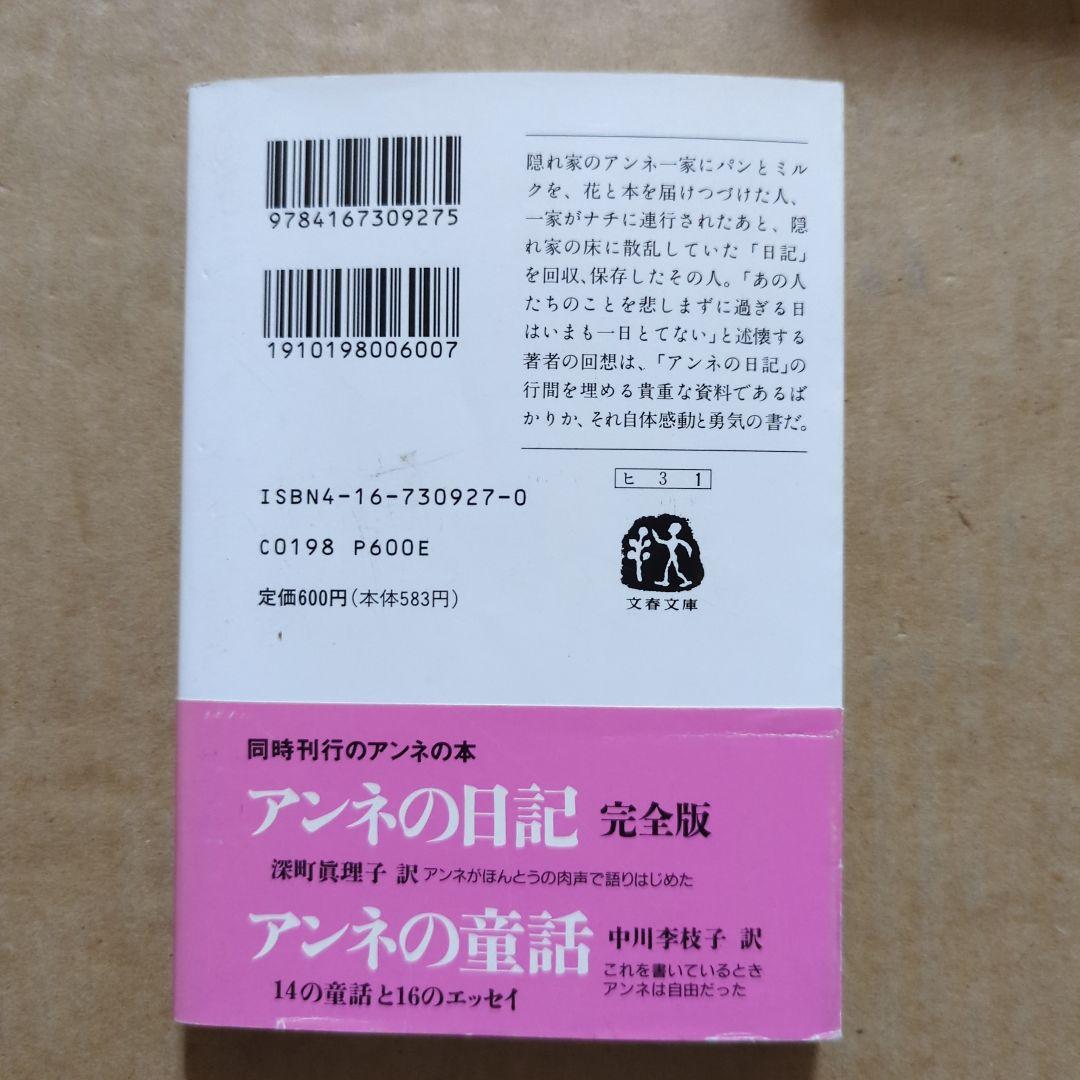 9784167309275
1910198006007
ISBN4-16-730927-0
C0198 P600E
定価600円(本体583円)
隠れ家のアンネ一家にパンとミル
クを、花と本を届けつづけた人、
一家がナチに連行されたあと、隠
れ家の床に散乱していた「日記」
を回収、保存したその人。「あの人
たちのことを悲しまずに過ぎる日
はいまも一日とてない」と述懐する
著者の回想は、「アンネの日記」の
行間を埋める貴重な資料であるば
かりか、それ自体感動と勇気の書だ。
ヒ 3 1
文春文庫
同時刊行のアンネの本
アンネの日記 完全版
深町眞理子 訳 アンネがほんとうの肉声で語りはじめた
アンネの童話 中川李枝子 訳
14の童話と16のエッセイ
これを書いているとき
アンネは自由だった